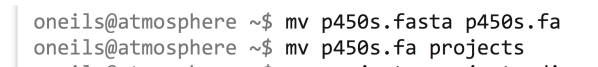 oneils@atmosphere ~$ mv p450s.fasta p450s.fa
oneils@atmosphere ~$ mv p450s.fa projects